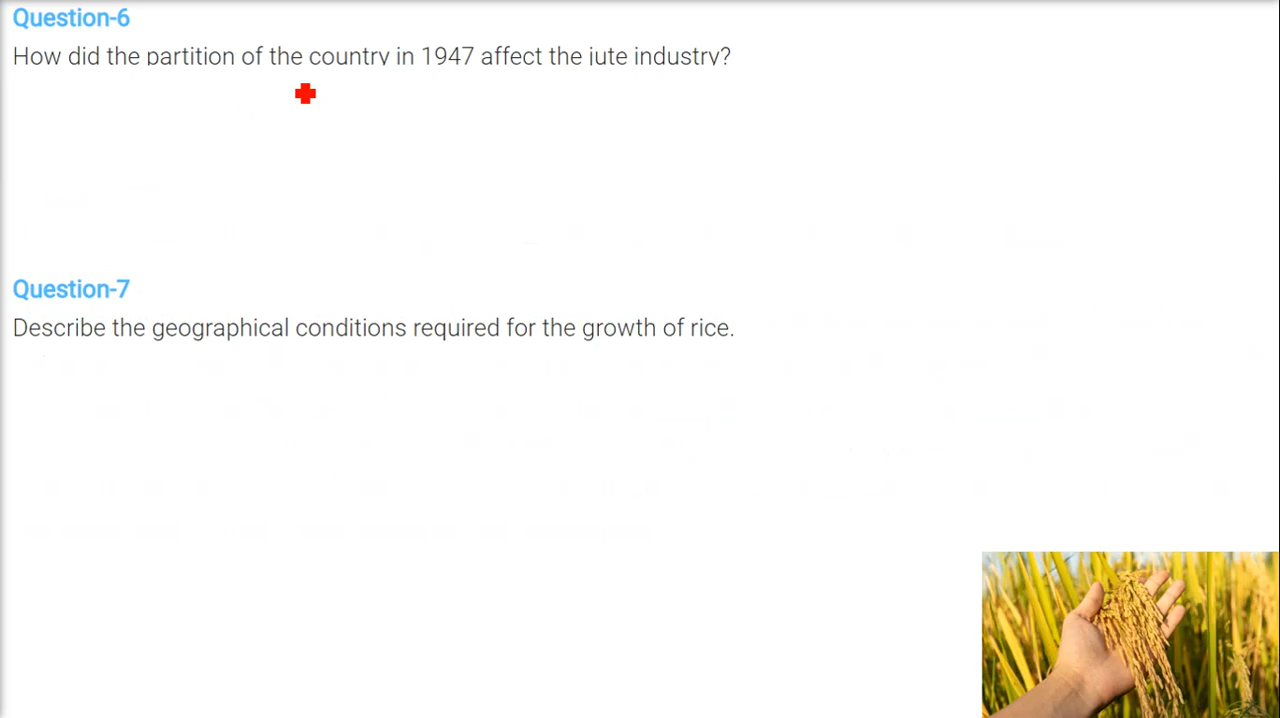 Question-6
How did the partition of the country in 1947 affect the jute industry?
Question-7
Describe the geographical conditions required for the growth of rice.